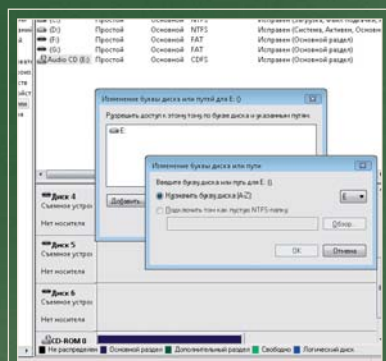 (C:) Простой Основной NTFS Исправен (Загрузка, Файл подкачки,
(D:) Простой Основной NTFS Исправен (Система, Активен, Основн
(F:) Простой Основной FAT Исправен (Основной раздел)
(G:) Простой Основной FAT Исправен (Основной раздел)
Audio CD (E:) Простой Основной CDFS Исправен (Основной раздел)
Изменение буквы диска или путей для E: ()
Разрешить доступ к этому тому по букве диска и указанным путям:
E:
Добавить
Изменение буквы диска или пути
Введите букву диска или путь для E: ().
Назначить букву диска (A-Z):
E
Подключить том как пустую NTFS-папку:
Обзор...
ОК Отмена
Диск 4
Съемное устрой
Нет носителя
Диск 5
Съемное устрой
Нет носителя
Диск 6
Съемное устрой
Нет носителя
CD-ROM 0
Не распределен Основной раздел Дополнительный раздел Свободно Логический диск